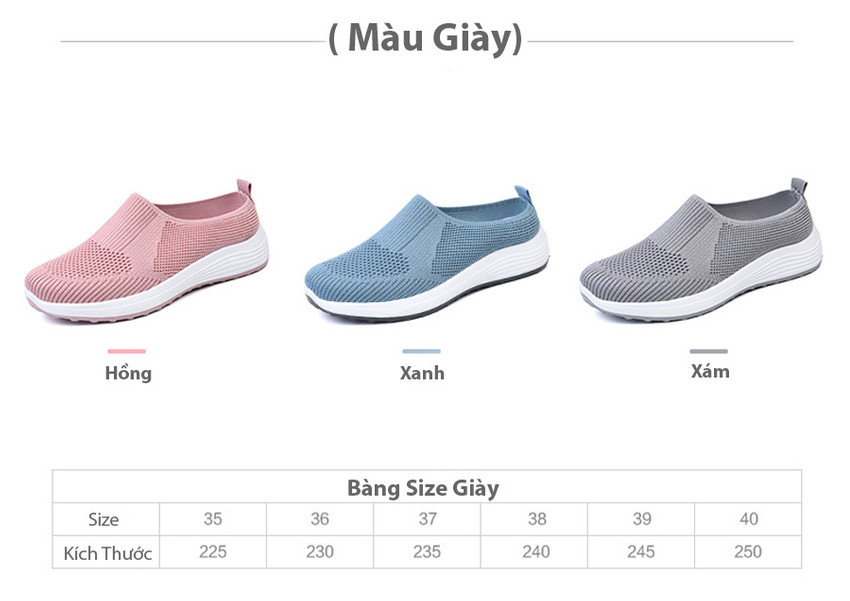 ( Màu Giày)
Hồng Xanh Xám
Bàng Size Giày
Size 35 36 37 38 39 40
Kích Thước 225 230 235 240 245 250